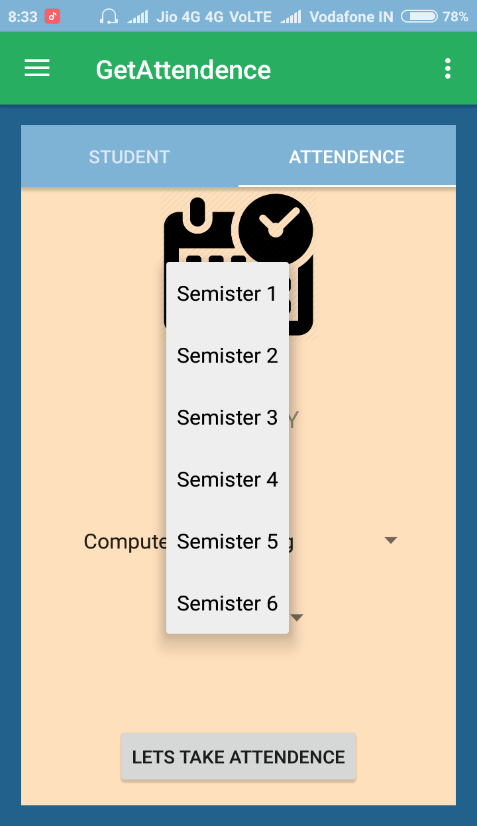 8:33 Jio 4G 4G VoLTE Vodafone IN 78%
GetAttendence
STUDENT ATTENDENCE
Semister 1
Semister 2
Semister 3
Semister 4
Semister 5
Semister 6
LETS TAKE ATTENDENCE